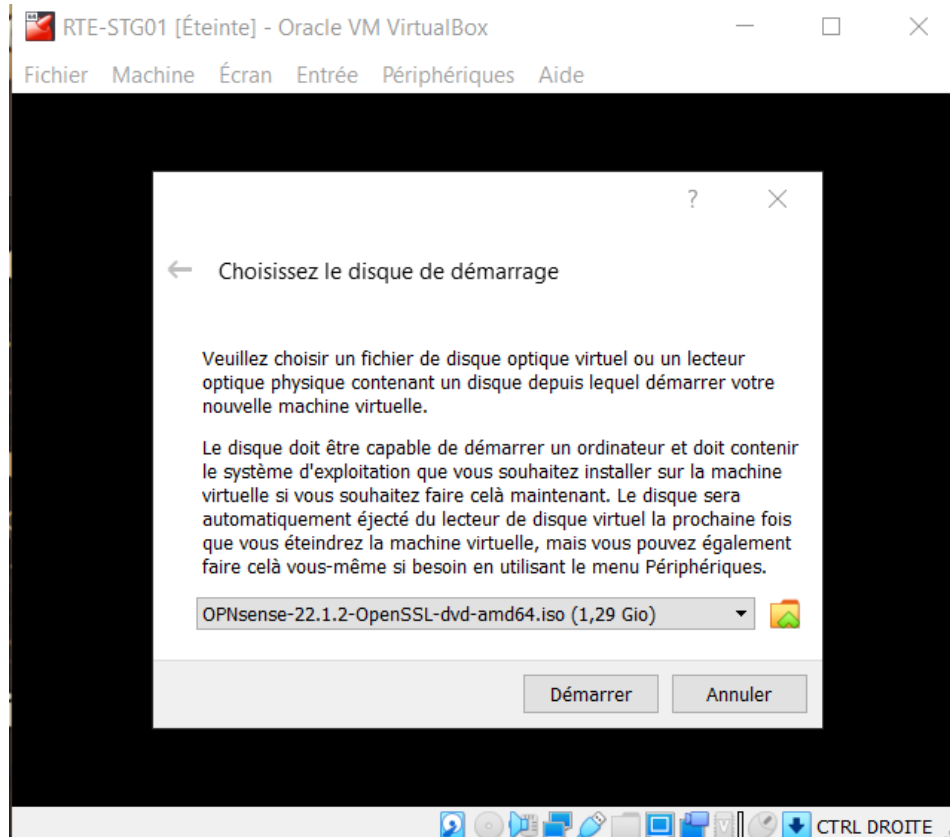 RTE-STG01 [Éteinte] - Oracle VM VirtualBox
Fichier Machine Écran Entrée Périphériques Aide
?
Choisissez le disque de démarrage
Veuillez choisir un fichier de disque optique virtuel ou un lecteur
optique physique contenant un disque depuis lequel démarrer votre
nouvelle machine virtuelle.
Le disque doit être capable de démarrer un ordinateur et doit contenir
le système d'exploitation que vous souhaitez installer sur la machine
virtuelle si vous souhaitez faire celà maintenant. Le disque sera
automatiquement éjecté du lecteur de disque virtuel la prochaine fois
que vous éteindrez la machine virtuelle, mais vous pouvez également
faire celà vous-même si besoin en utilisant le menu Périphériques.
OPNsense-22.1.2-OpenSSL-dvd-amd64.iso (1,29 Gio)
Démarrer Annuler
CTRL DROITE